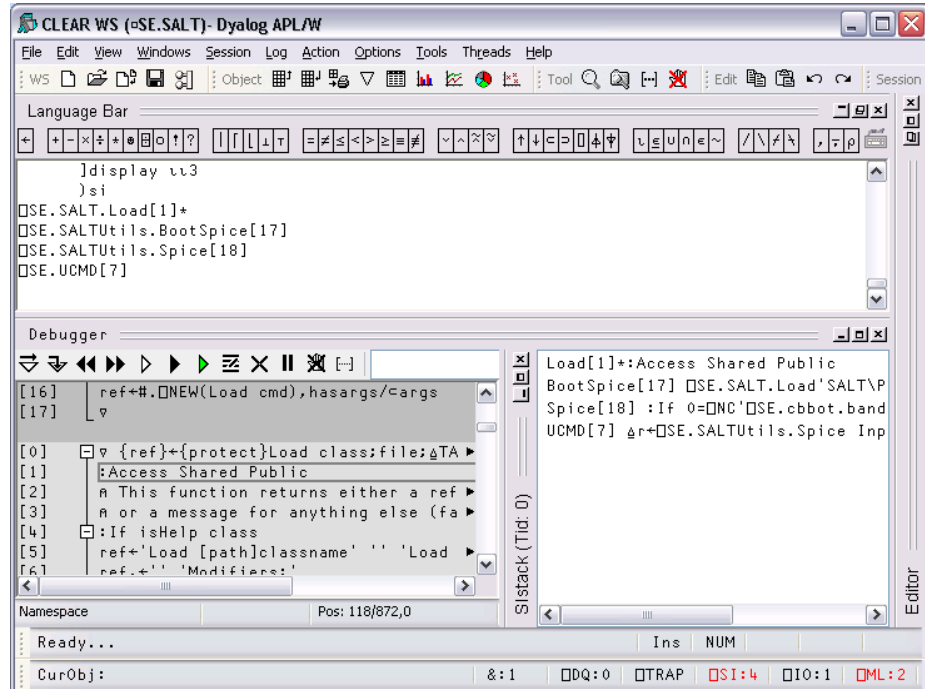 CLEAR WS (⎕SE.SALT)- Dyalog APL/W
File Edit View Windows Session Log Action Options Tools Threads Help
WS Object Tool Edit Session
Language Bar
← + - × ÷ * ⍟ ⌹ ○ ! ? | ⌈ ⌊ ⊥ ⊤ = ≠ ≤ < > ≥ ≡ ≢ ∨ ∧ ⍲ ⍱ ↑ ↓ ⊂ ⊃ ⌷ ⍋ ⍒ ⍳ ⍷ ∪ ∩ ∊ ~ / \ ⌿ ⍀ , ⍪ ⍴
]display ⍳⍳3
)si
⎕SE.SALT.Load[1]*
⎕SE.SALTUtils.BootSpice[17]
⎕SE.SALTUtils.Spice[18]
⎕SE.UCMD[7]
Debugger
[16] ref←#.⎕NEW(Load cmd),hasargs/⊂args
[17] ∇
[0] ∇ {ref}←{protect}Load class;file;∆TA
[1] :Access Shared Public
[2] ⍝ This function returns either a ref
[3] ⍝ or a message for anything else (fa
[4] :If isHelp class
[5] ref←'Load [path]classname' '' 'Load
[6] ref,←'' 'Modifiers:'
Namespace Pos: 118/872,0
SIstack (Tid: 0)
Load[1]*:Access Shared Public
BootSpice[17] ⎕SE.SALT.Load'SALT\P
Spice[18] :If 0=⎕NC'⎕SE.cbbot.band
UCMD[7] ∆r←⎕SE.SALTUtils.Spice Inp
Editor
Ready... Ins NUM
CurObj: &:1 ⎕DQ:0 ⎕TRAP ⎕SI:4 ⎕IO:1 ⎕ML:2